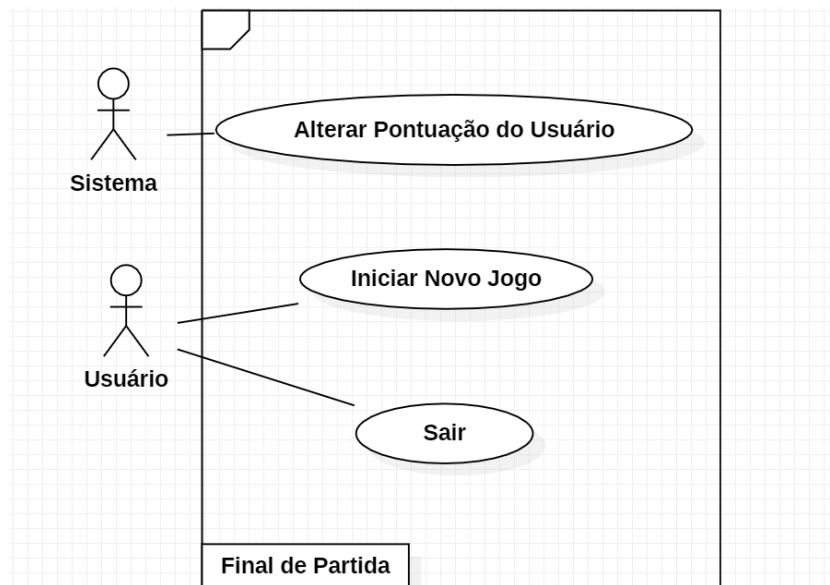 Alterar Pontuação do Usuário
Sistema
Iniciar Novo Jogo
Usuário
Sair
Final de Partida